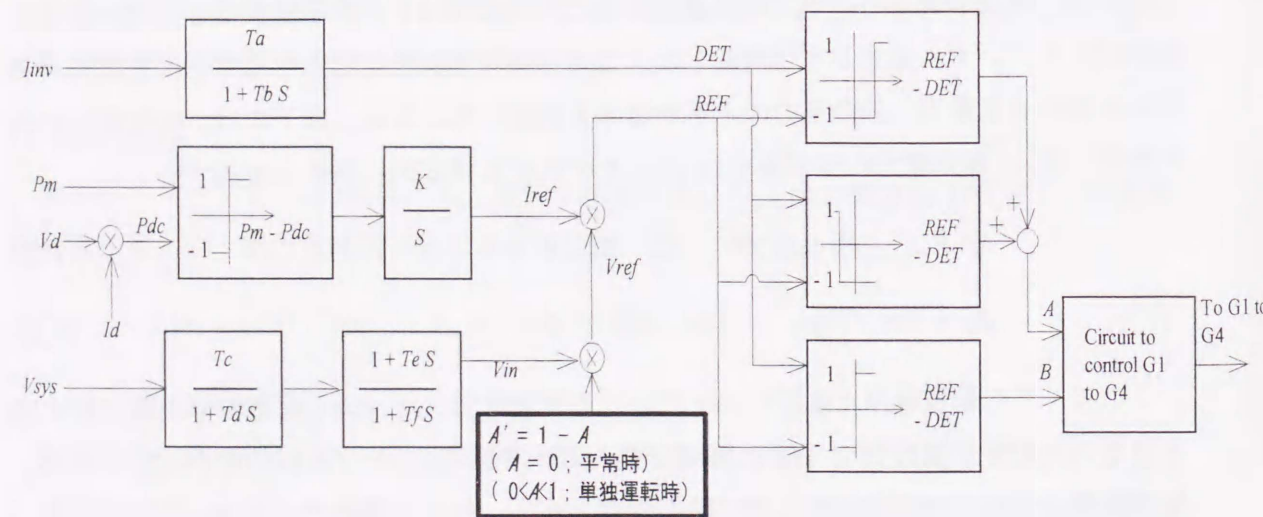 Iinv
Ta
1 + Tb S
Pm
Vd
Pdc
Id
1
-1
Pm - Pdc
K
S
Iref
Vref
Vsys
Tc
1 + Td S
1 + Te S
1 + Tf S
Vin
A' = 1 - A
( A = 0 ; 平常時)
( 0<A<1 ; 単独運転時)
DET
REF
1
-1
REF
- DET
1
-1
REF
- DET
1
-1
REF
- DET
+
+
A
B
Circuit to
control G1
to G4
To G1 to
G4